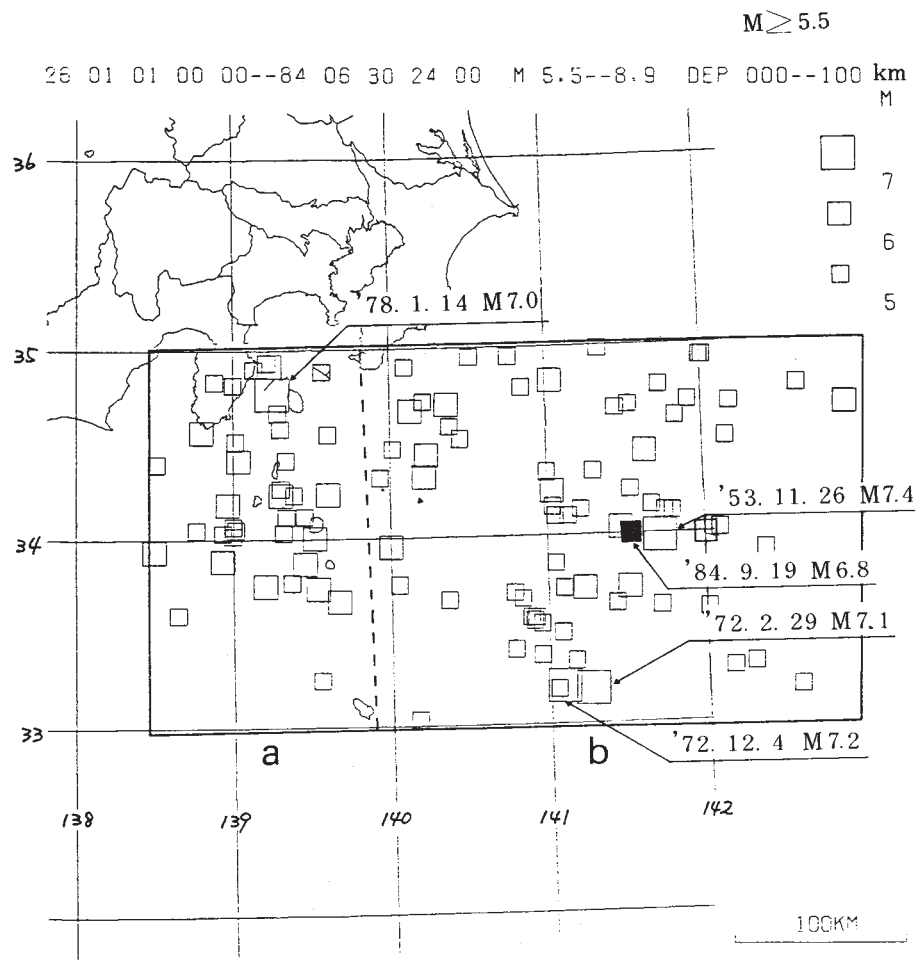 M≧5.5
26 01 01 00 00--84 06 30 24 00 M 5.5--8.9 DEP 000--100 km
M
7
6
5
36
'78. 1. 14 M7.0
35
'53. 11. 26 M7.4
34
'84. 9. 19 M6.8
'72. 2. 29 M7.1
33
'72. 12. 4 M7.2
a
b
138
139
140
141
142
100KM